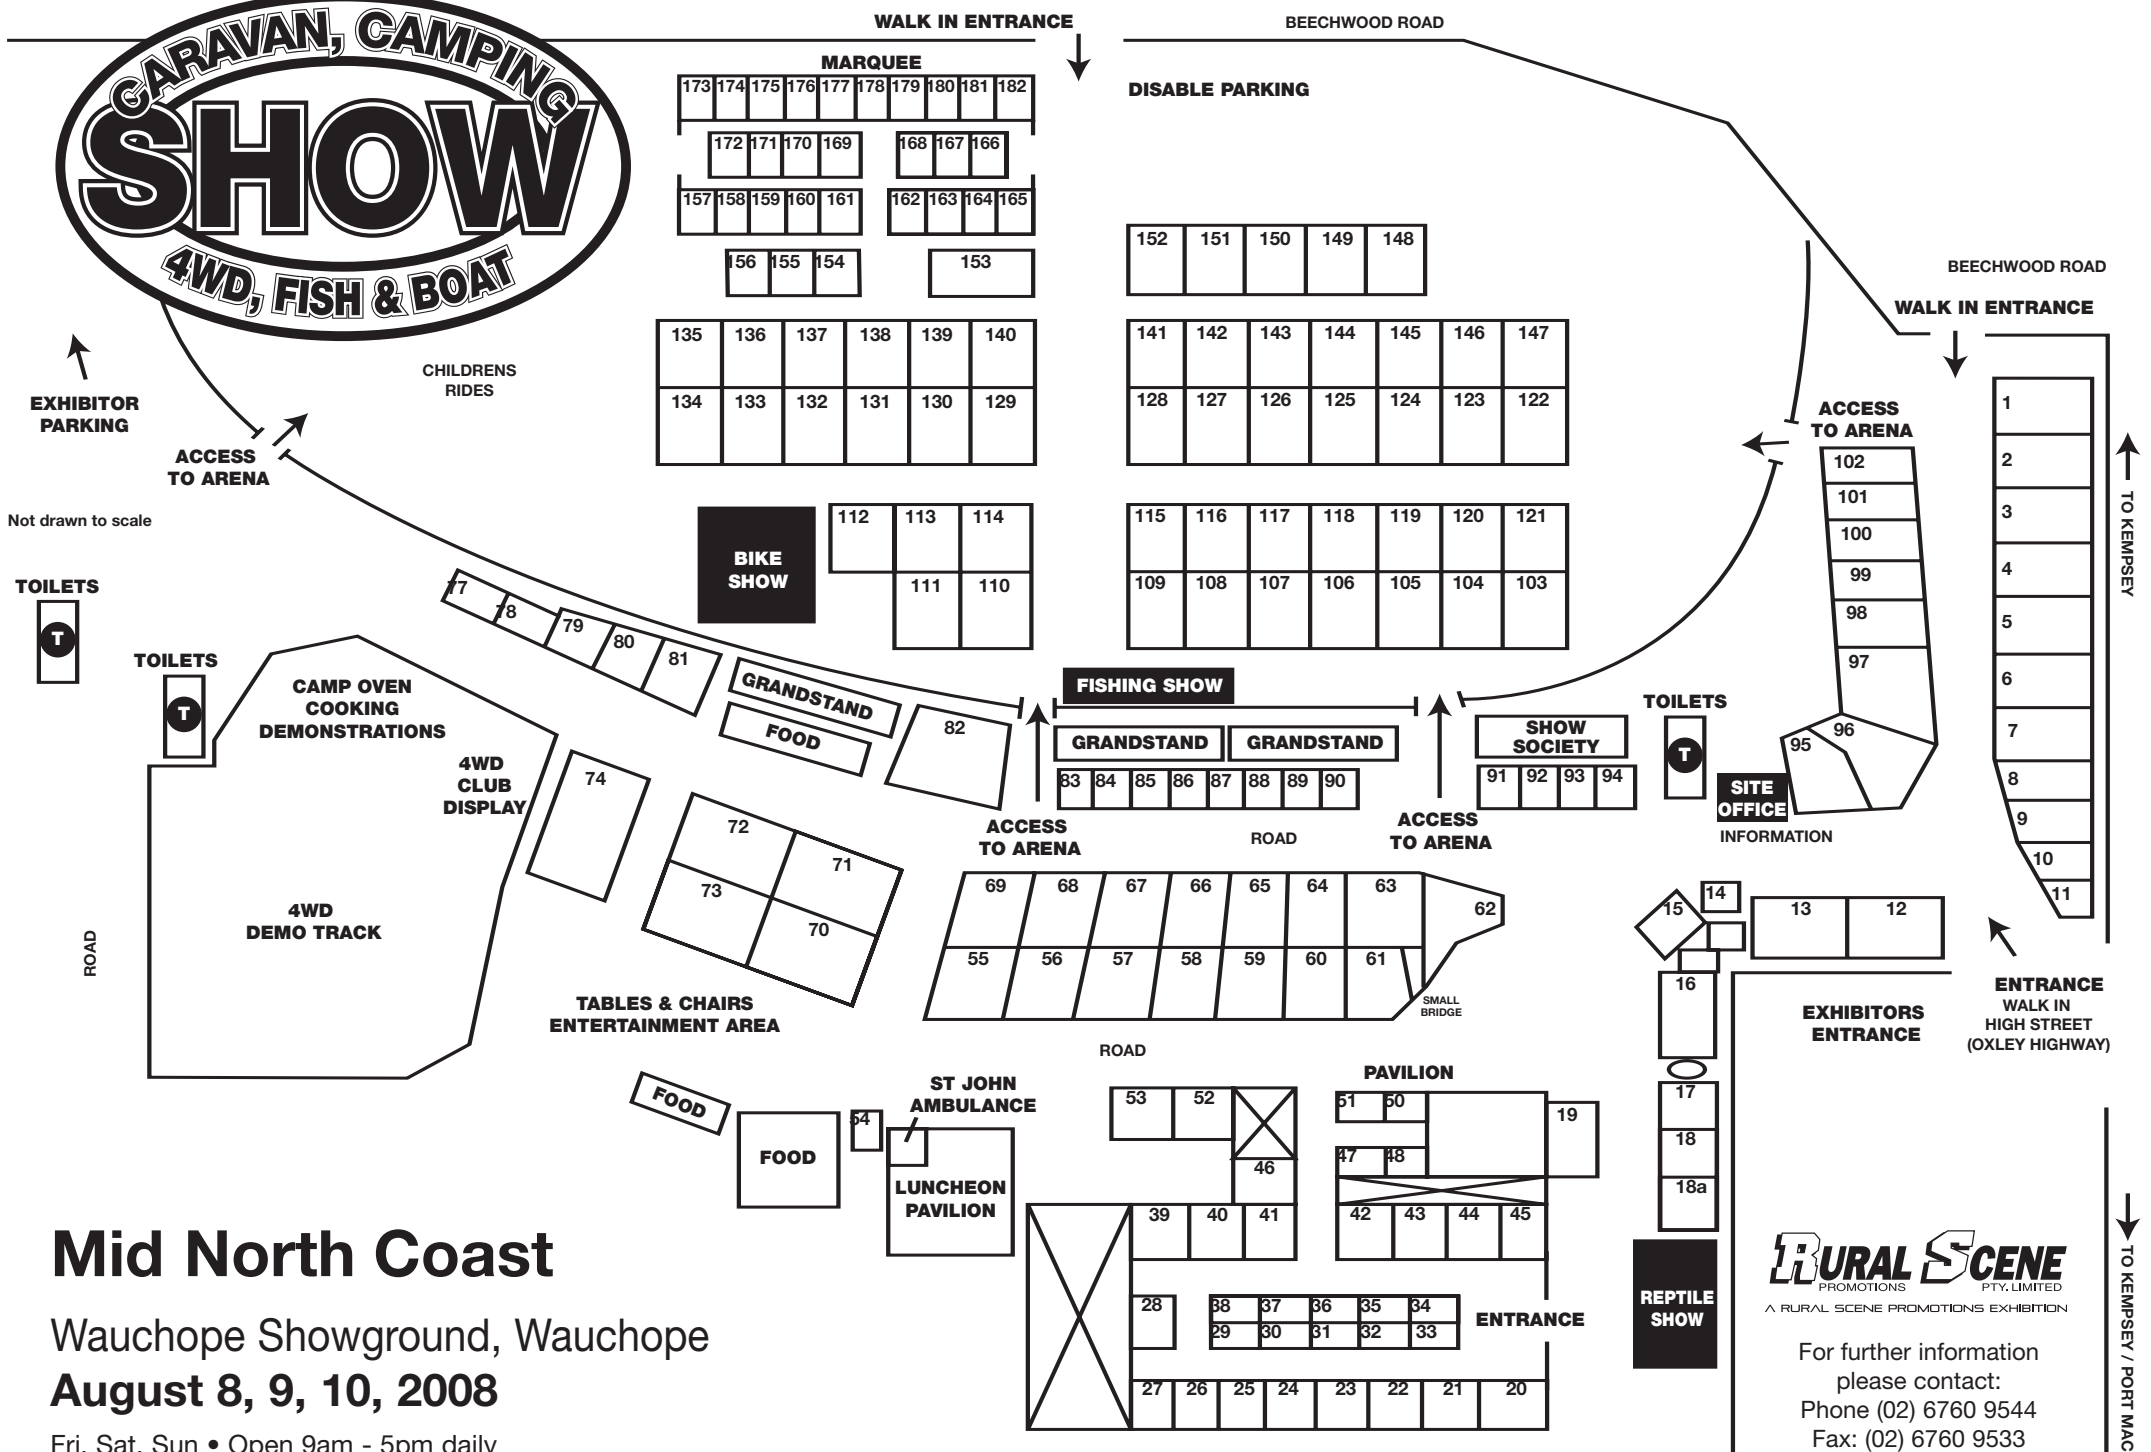 WALK IN ENTRANCE
BEECHWOOD ROAD
CARAVAN, CAMPING
SHOW
4WD, FISH & BOAT
MARQUEE
DISABLE PARKING
173 174 175 176 177 178 179 180 181 182
172 171 170 169 168 167 166
157 158 159 160 161 162 163 164 165
156 155 154 153
152 151 150 149 148
BEECHWOOD ROAD
WALK IN ENTRANCE
135 136 137 138 139 140
141 142 143 144 145 146 147
134 133 132 131 130 129
128 127 126 125 124 123 122
CHILDRENS
RIDES
EXHIBITOR
PARKING
ACCESS
TO ARENA
Not drawn to scale
ACCESS
TO ARENA
102
101
100
99
98
97
96
95
1
2
3
4
5
6
7
8
9
10
11
TO KEMPSEY
BIKE
SHOW
112 113 114
111 110
115 116 117 118 119 120 121
109 108 107 106 105 104 103
TOILETS
T
TOILETS
T
77
78
79
80
81
GRANDSTAND
FOOD
82
FISHING SHOW
GRANDSTAND
GRANDSTAND
83 84 85 86 87 88 89 90
SHOW
SOCIETY
91 92 93 94
TOILETS
T
SITE
OFFICE
INFORMATION
CAMP OVEN
COOKING
DEMONSTRATIONS
4WD
CLUB
DISPLAY
74
72
71
73
70
ACCESS
TO ARENA
ROAD
ACCESS
TO ARENA
69 68 67 66 65 64 63
62
55 56 57 58 59 60 61
SMALL
BRIDGE
4WD
DEMO TRACK
ROAD
TABLES & CHAIRS
ENTERTAINMENT AREA
ROAD
14
15
13 12
16
17
18
18a
EXHIBITORS
ENTRANCE
ENTRANCE
WALK IN
HIGH STREET
(OXLEY HIGHWAY)
FOOD
FOOD
54
ST JOHN
AMBULANCE
LUNCHEON
PAVILION
53 52
46
PAVILION
51 50
47 48
19
39 40 41
42 43 44 45
28
38 37 36 35 34
29 30 31 32 33
ENTRANCE
27 26 25 24 23 22 21 20
REPTILE
SHOW
Mid North Coast
Wauchope Showground, Wauchope
August 8, 9, 10, 2008
Fri, Sat, Sun • Open 9am - 5pm daily
RURAL SCENE
PROMOTIONS PTY. LIMITED
A RURAL SCENE PROMOTIONS EXHIBITION
For further information
please contact:
Phone (02) 6760 9544
Fax: (02) 6760 9533
TO KEMPSEY / PORT MAC